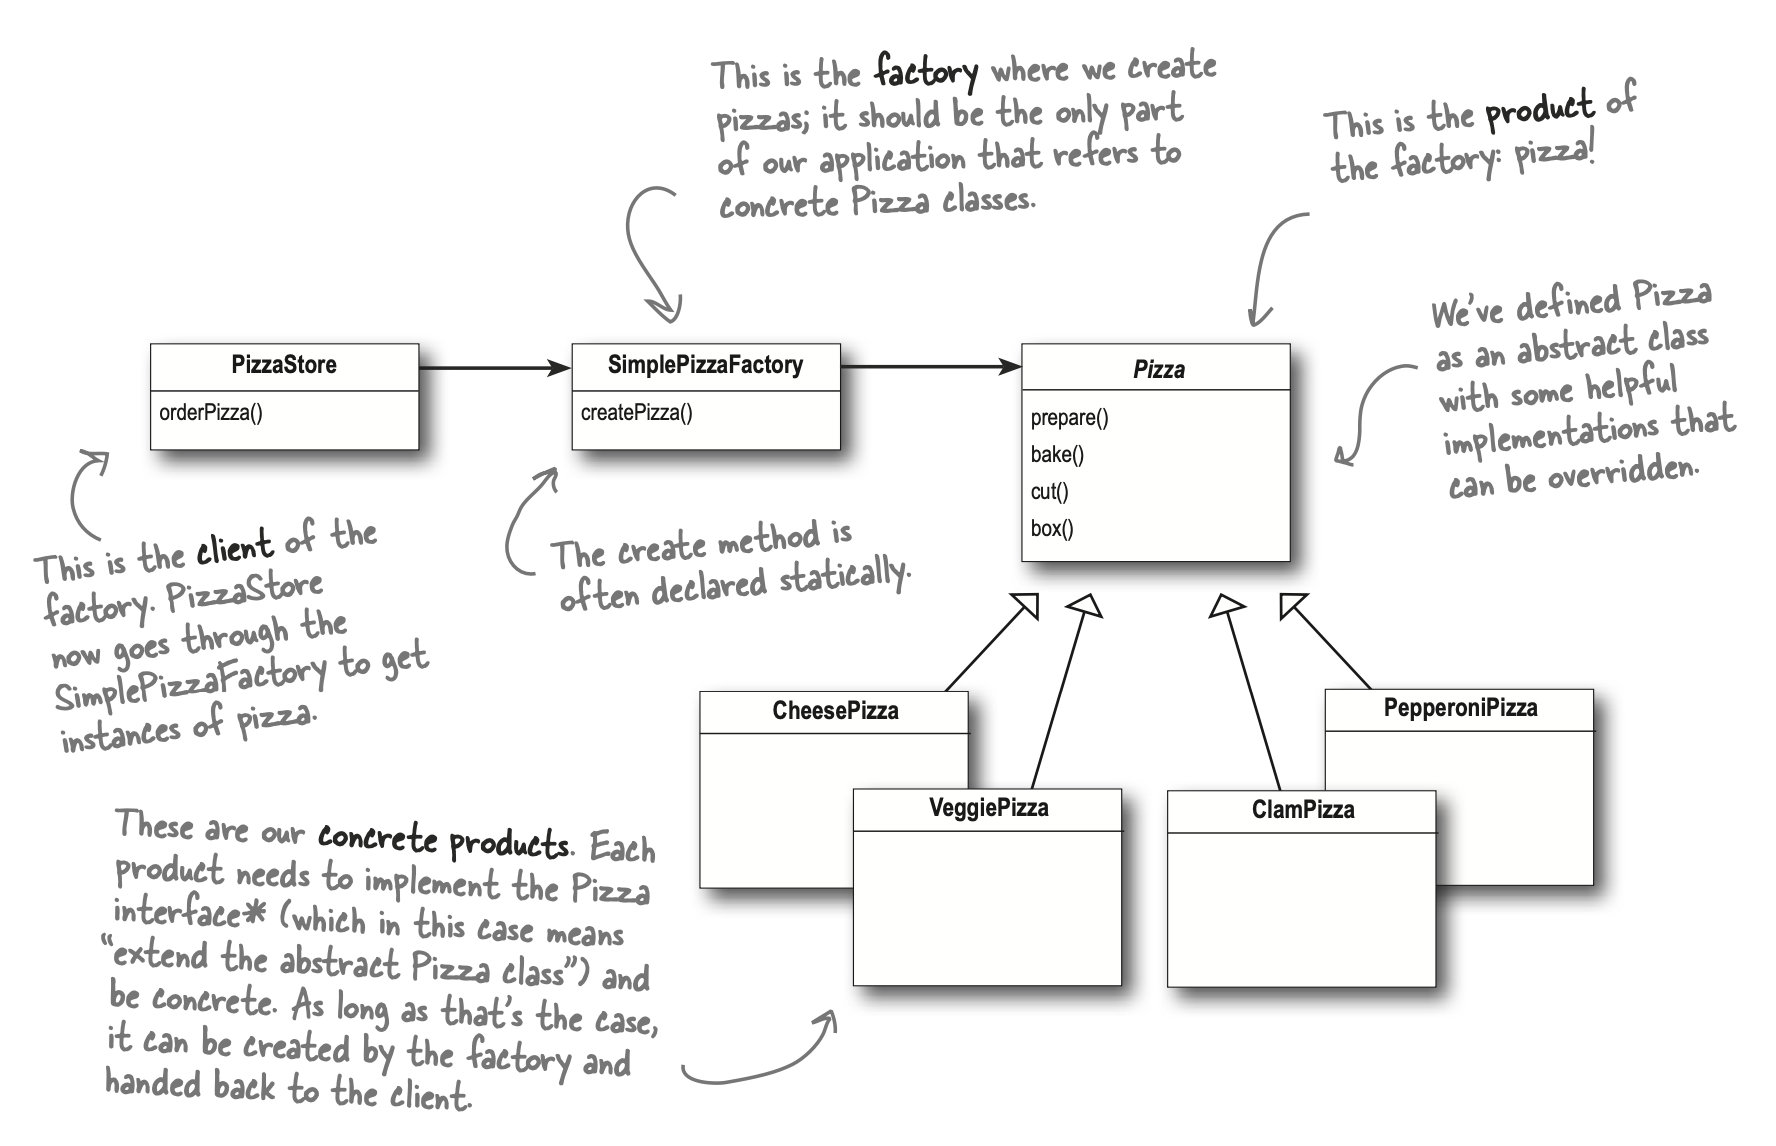 This is the factory where we create
pizzas; it should be the only part
of our application that refers to
concrete Pizza classes.
This is the product of
the factory: pizza!
We've defined Pizza
as an abstract class
with some helpful
implementations that
can be overridden.
PizzaStore
orderPizza()
SimplePizzaFactory
createPizza()
Pizza
prepare()
bake()
cut()
box()
This is the client of the
factory. PizzaStore
now goes through the
SimplePizzaFactory to get
instances of pizza.
The create method is
often declared statically.
CheesePizza
VeggiePizza
ClamPizza
PepperoniPizza
These are our concrete products. Each
product needs to implement the Pizza
interface* (which in this case means
“extend the abstract Pizza class”) and
be concrete. As long as that's the case,
it can be created by the factory and
handed back to the client.